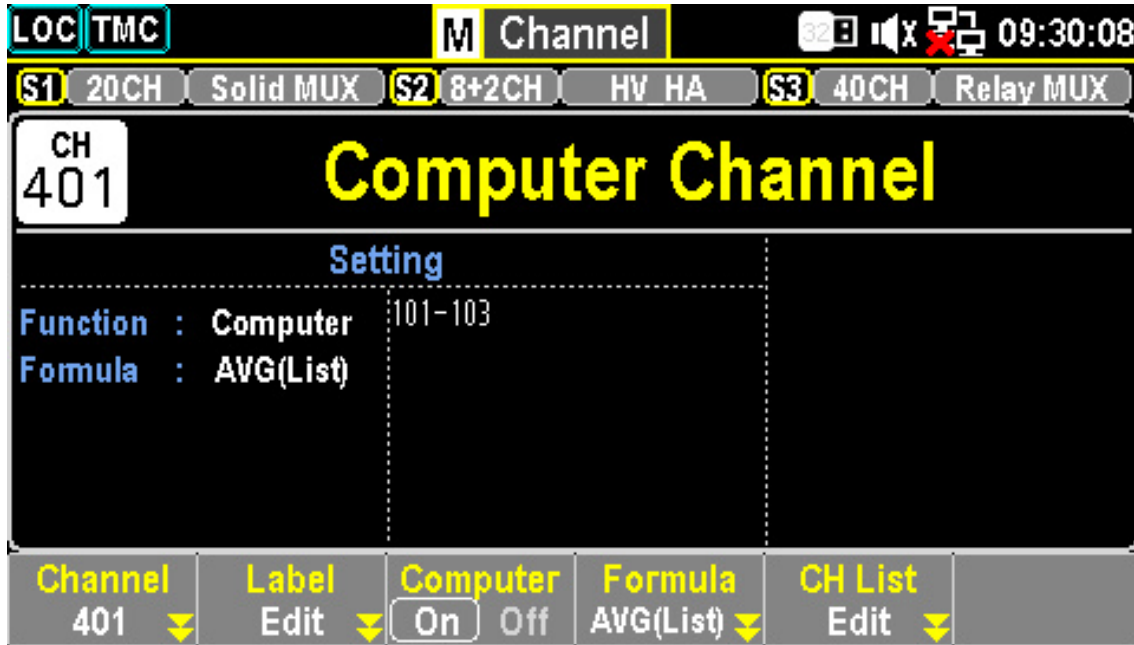 LOC TMC M Channel 32 x 09:30:08
S1 20CH Solid MUX S2 8+2CH HV_HA S3 40CH Relay MUX
CH
401
Computer Channel
Setting
Function : Computer
Formula : AVG(List)
101-103
Channel Label Computer Formula CH List
401 Edit On Off AVG(List) Edit